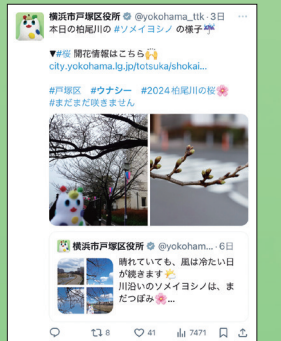 横浜市戸塚区役所 @yokohama_ttk · 3日 …
本日の柏尾川の #ソメイヨシノ の様子☔
▼#桜 開花情報はこちら🙌
city.yokohama.lg.jp/totsuka/shokai...
#戸塚区 #ウナシー #2024柏尾川の桜🌸
#まだまだ咲きません
横浜市戸塚区役所 @yokoham... · 6日
晴れていても、風は冷たい日
が続きます🌤
川沿いのソメイヨシノは、ま
だつぼみ🌸...
8 41 7471